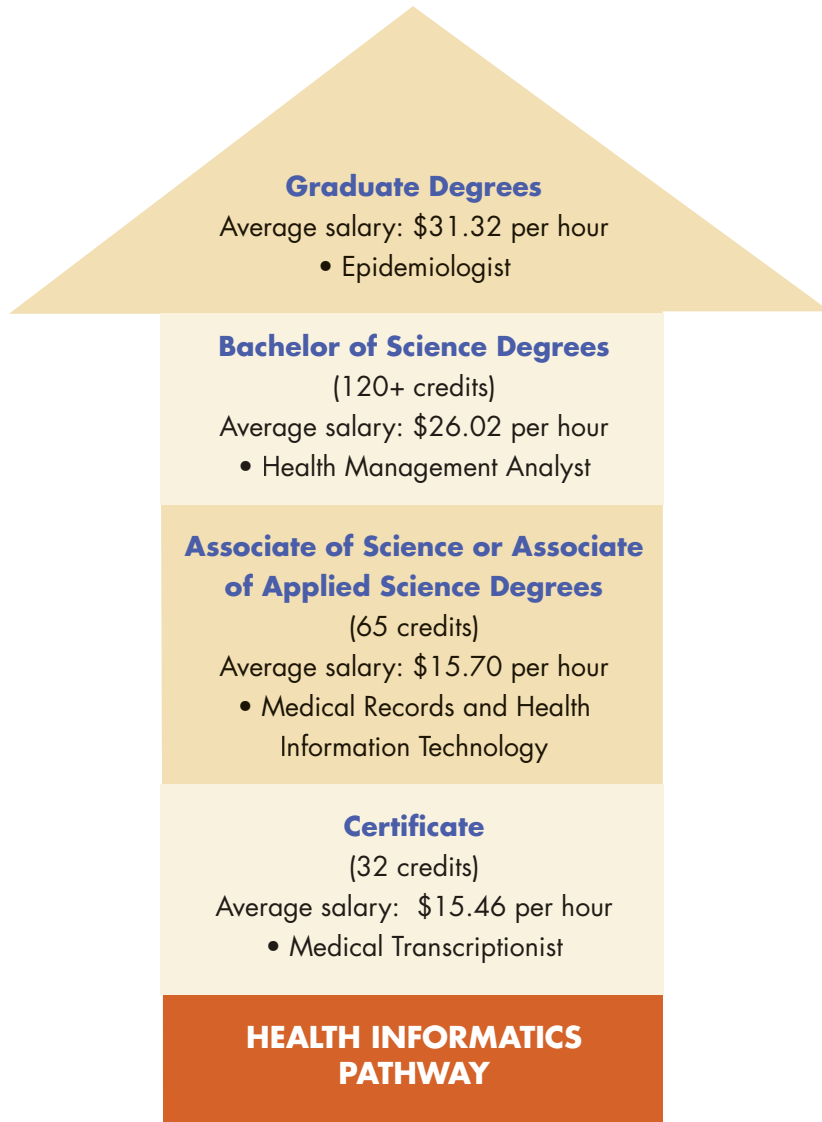 Graduate Degrees
Average salary: $31.32 per hour
• Epidemiologist
Bachelor of Science Degrees
(120+ credits)
Average salary: $26.02 per hour
• Health Management Analyst
Associate of Science or Associate
of Applied Science Degrees
(65 credits)
Average salary: $15.70 per hour
• Medical Records and Health
Information Technology
Certificate
(32 credits)
Average salary:  $15.46 per hour
• Medical Transcriptionist
HEALTH INFORMATICS
PATHWAY